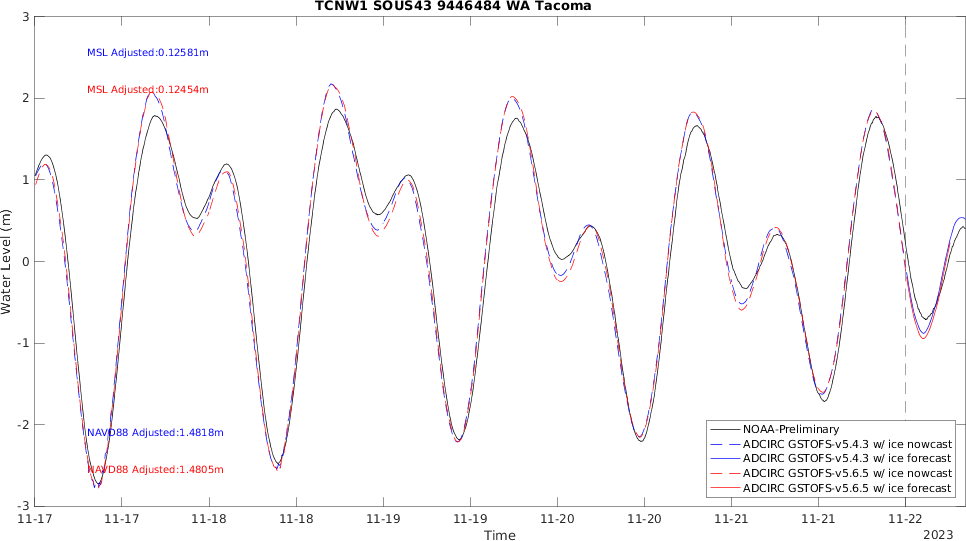 TCNW1 SOUS43 9446484 WA Tacoma
3
2
1
0
-1
-2
-3
Water Level (m)
MSL Adjusted:0.12581m
MSL Adjusted:0.12454m
NAVD88 Adjusted:1.4818m
NAVD88 Adjusted:1.4805m
NOAA-Preliminary
ADCIRC GSTOFS-v5.4.3 w/ ice nowcast
ADCIRC GSTOFS-v5.4.3 w/ ice forecast
ADCIRC GSTOFS-v5.6.5 w/ ice nowcast
ADCIRC GSTOFS-v5.6.5 w/ ice forecast
11-17 11-17 11-18 11-18 11-19 11-19 11-20 11-20 11-21 11-21 11-22
Time
2023